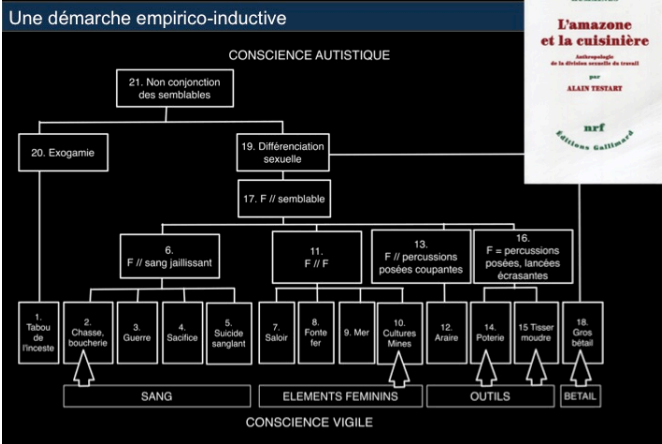 Une démarche empirico-inductive
L'amazone
et la cuisinière
Anthropologie
de la division sexuelle du travail
par
ALAIN TESTART
nrf
Éditions Gallimard
CONSCIENCE AUTISTIQUE
21. Non conjonction
des semblables
20. Exogamie
19. Différenciation
sexuelle
17. F // semblable
6.
F // sang jaillissant
11.
F // F
13.
F // percussions
posées coupantes
16.
F = percussions
posées, lancées
écrasantes
1.
Tabou
de
l'inceste
2.
Chasse,
boucherie
3.
Guerre
4.
Sacifice
5.
Suicide
sanglant
7.
Saloir
8.
Fonte
fer
9. Mer
10.
Cultures
Mines
12.
Araire
14.
Poterie
15 Tisser
moudre
18.
Gros
bétail
SANG
ELEMENTS FEMININS
OUTILS
BETAIL
CONSCIENCE VIGILE